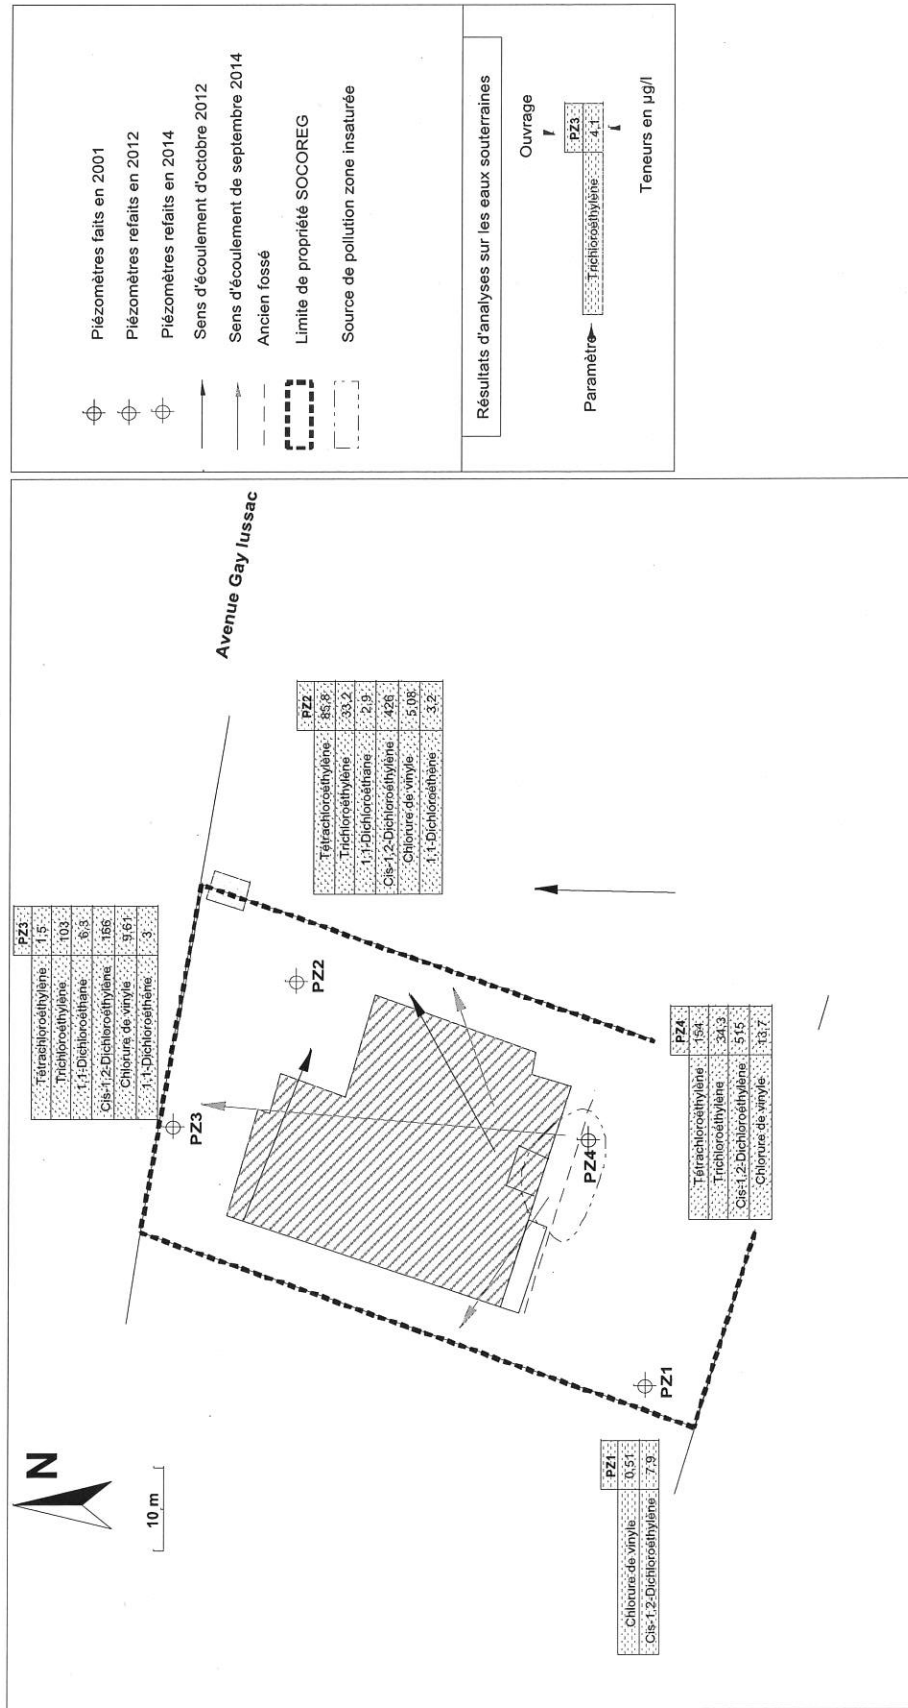 N
10 m
Avenue Gay lussac
PZ3
Tétrachloroéthylène 1,5
Trichloroéthylène 103
1,1-Dichloroéthane 6,3
Cis-1,2-Dichloroéthylène 166
Chlorure de vinyle 9,61
1,1-Dichloroéthène 3
PZ3
PZ2
PZ2
Tétrachloroéthylène 85,8
Trichloroéthylène 33,2
1,1-Dichloroéthane 2,9
Cis-1,2-Dichloroéthylène 426
Chlorure de vinyle 5,08
1,1-Dichloroéthène 3,2
PZ4
PZ1
PZ1
Chlorure de vinyle 0,51
Cis-1,2-Dichloroéthylène 7,9
PZ4
Tétrachloroéthylène 154
Trichloroéthylène 34,3
Cis-1,2-Dichloroéthylène 515
Chlorure de vinyle 13,7
Piézomètres faits en 2001
Piézomètres refaits en 2012
Piézomètres refaits en 2014
Sens d'écoulement d'octobre 2012
Sens d'écoulement de septembre 2014
Ancien fossé
Limite de propriété SOCOREG
Source de pollution zone insaturée
Résultats d'analyses sur les eaux souterraines
Ouvrage
PZ3
Paramètre
Trichloroéthylène 4,1
Teneurs en µg/l